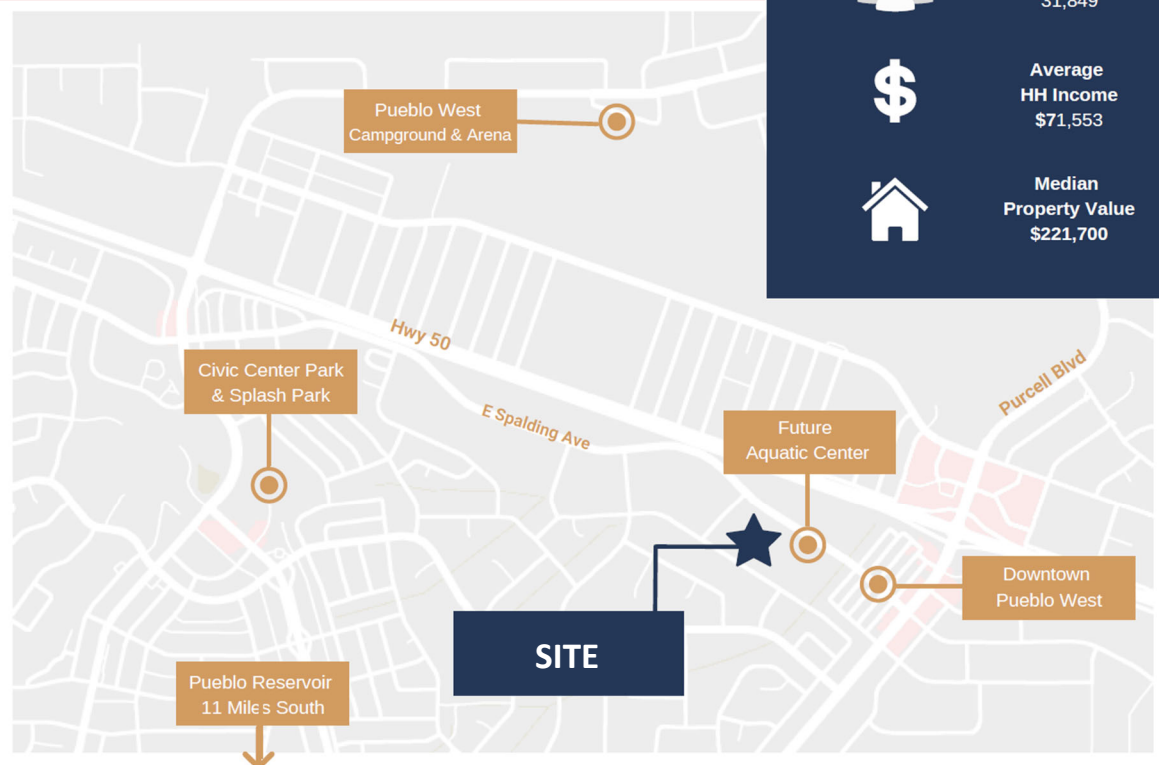 31,849
Average
HH Income
$71,553
Median
Property Value
$221,700
Pueblo West
Campground & Arena
Hwy 50
Civic Center Park
& Splash Park
E Spalding Ave
Purcell Blvd
Future
Aquatic Center
Downtown
Pueblo West
SITE
Pueblo Reservoir
11 Miles South